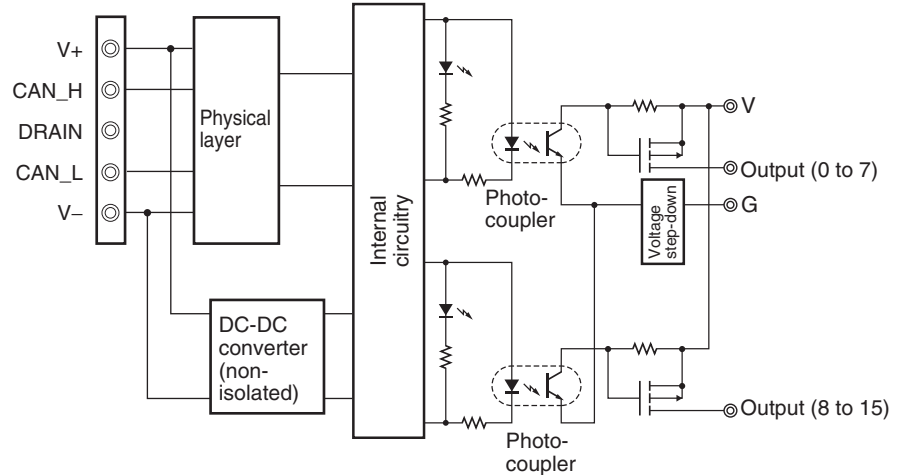 V+
CAN_H
DRAIN
CAN_L
V–
Physical
layer
DC-DC
converter
(non-
isolated)
Internal
circuitry
Photo-
coupler
V
Output (0 to 7)
G
Voltage
step-down
Photo-
coupler
Output (8 to 15)